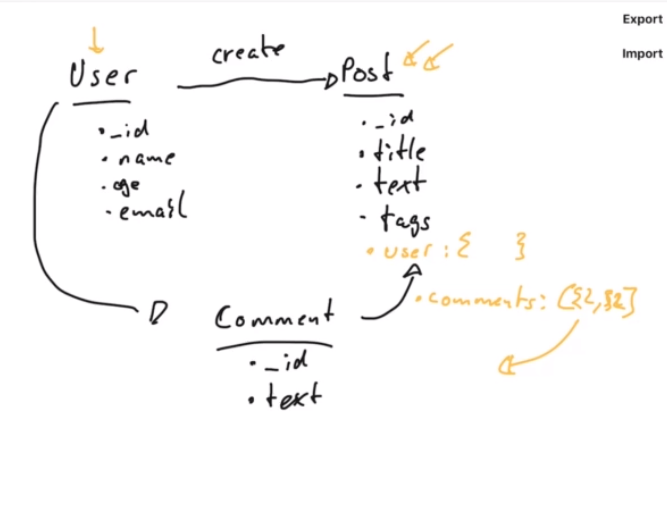 Export
Import
create
User
• _id
• name
• age
• email
Post
• _id
• title
• text
• tags
• user : { }
• comments: [{},{}]
Comment
• _id
• text